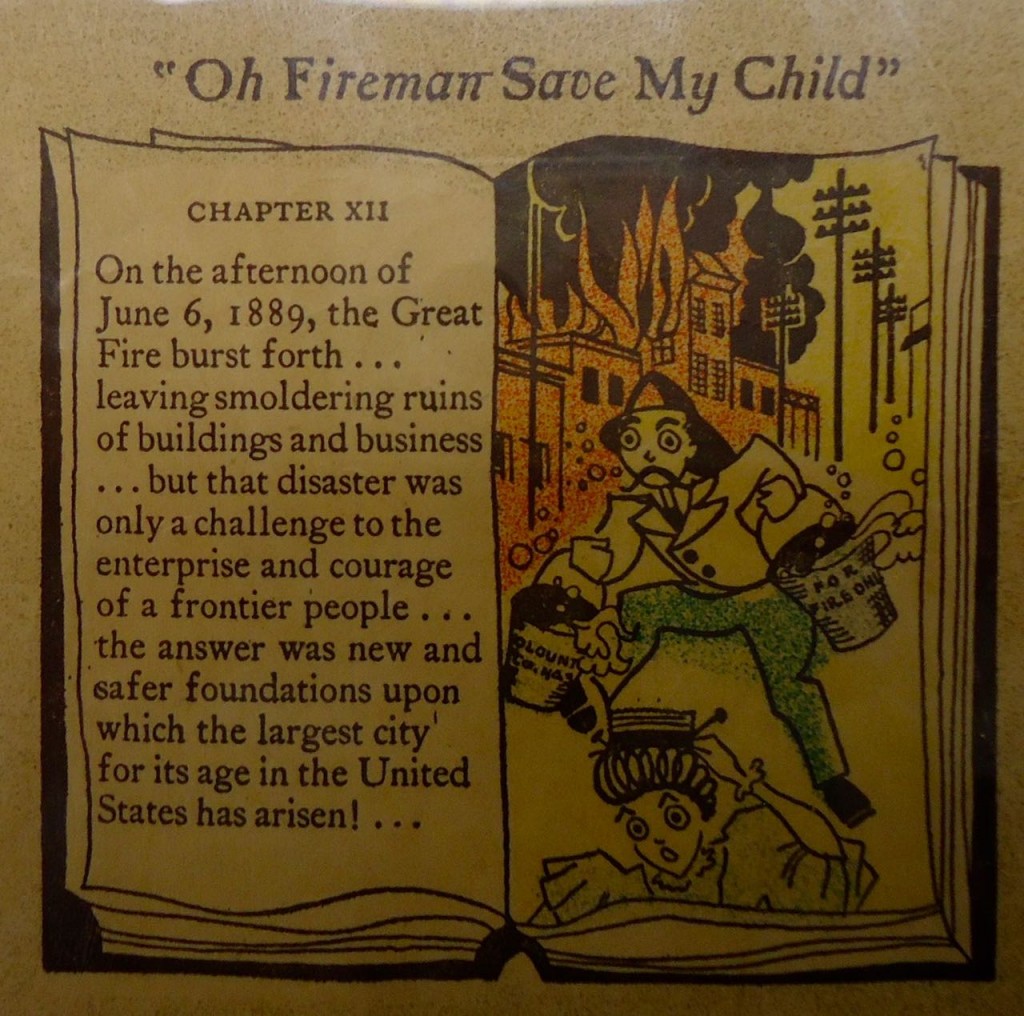 "Oh Fireman Save My Child"
CHAPTER XII
On the afternoon of
June 6, 1889, the Great
Fire burst forth ...
leaving smoldering ruins
of buildings and business
... but that disaster was
only a challenge to the
enterprise and courage
of a frontier people ...
the answer was new and
safer foundations upon
which the largest city
for its age in the United
States has arisen! ...
FOR
FIRE ONL